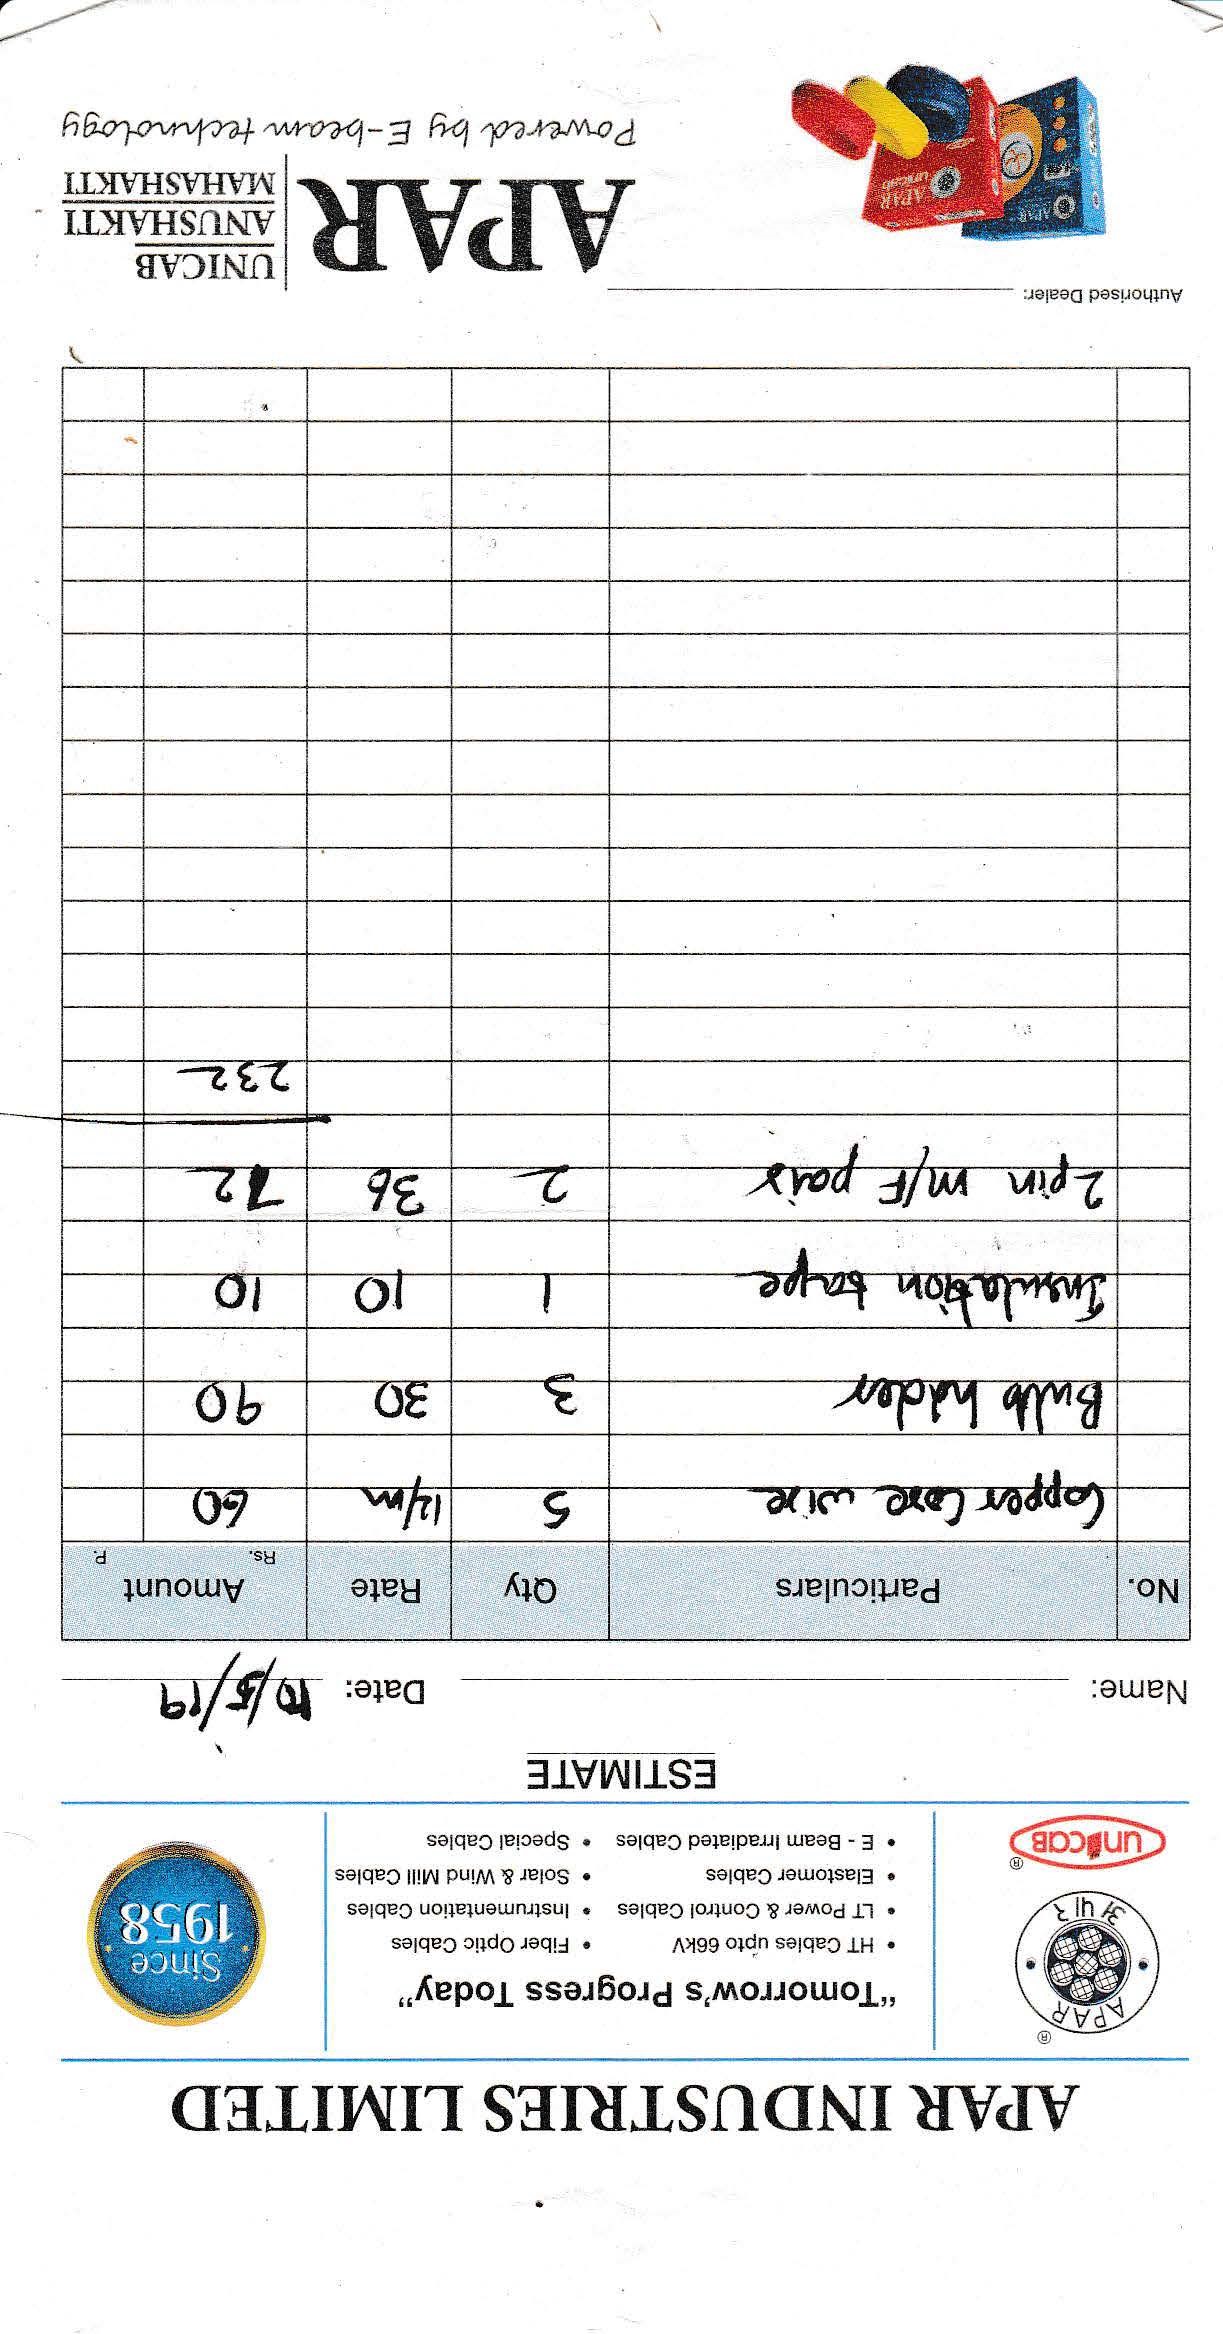 APAR INDUSTRIES LIMITED
®
APAR
अपार
unicab ®
“Tomorrow's Progress Today”
• HT Cables upto 66kV
• LT Power & Control Cables
• Elastomer Cables
• E - Beam Irradiated Cables
• Fiber Optic Cables
• Instrumentation Cables
• Solar & Wind Mill Cables
• Special Cables
Since
1958
ESTIMATE
Name: Date: 10/5/19
No. Particulars Qty Rate Amount
Rs. P.
Copper Core wire 5 12/m 60
Bulb holder 3 30 90
Insulation tape 1 10 10
2 pin m/F pair 2 36 72
232
Authorised Dealer:
APAR
APAR
unicab
APAR
UNICAB
ANUSHAKTI
MAHASHAKTI
Powered by E-beam technology